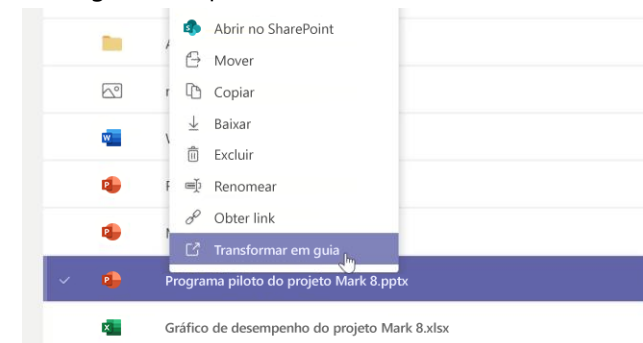 Abrir no SharePoint
Mover
Copiar
Baixar
Excluir
Renomear
Obter link
Transformar em guia
Programa piloto do projeto Mark 8.pptx
Gráfico de desempenho do projeto Mark 8.xlsx